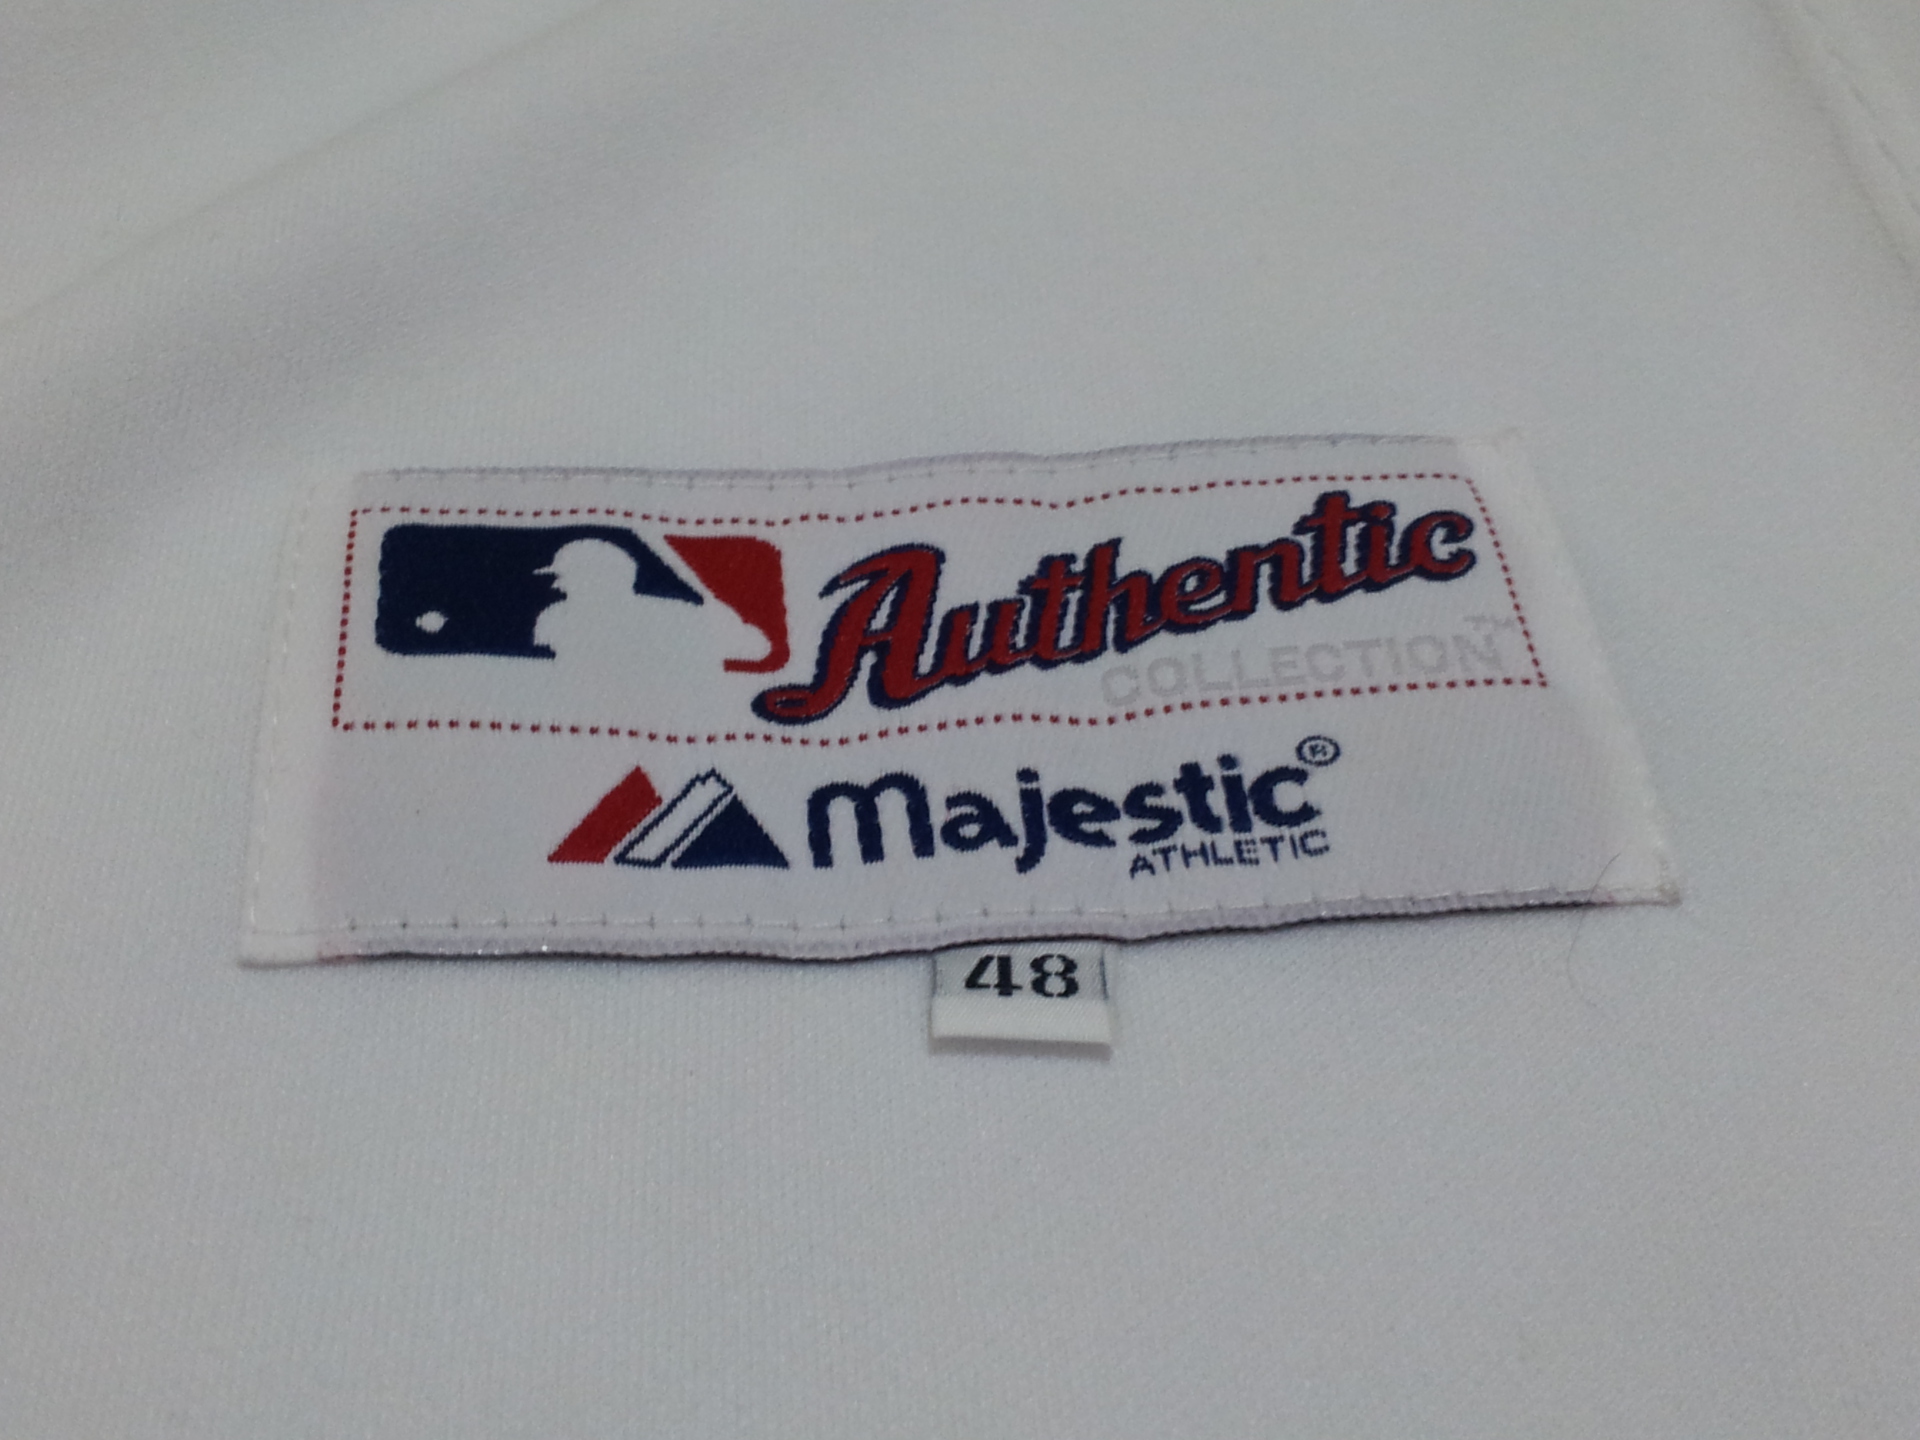 Authentic
COLLECTION™
Majestic®
ATHLETIC
48